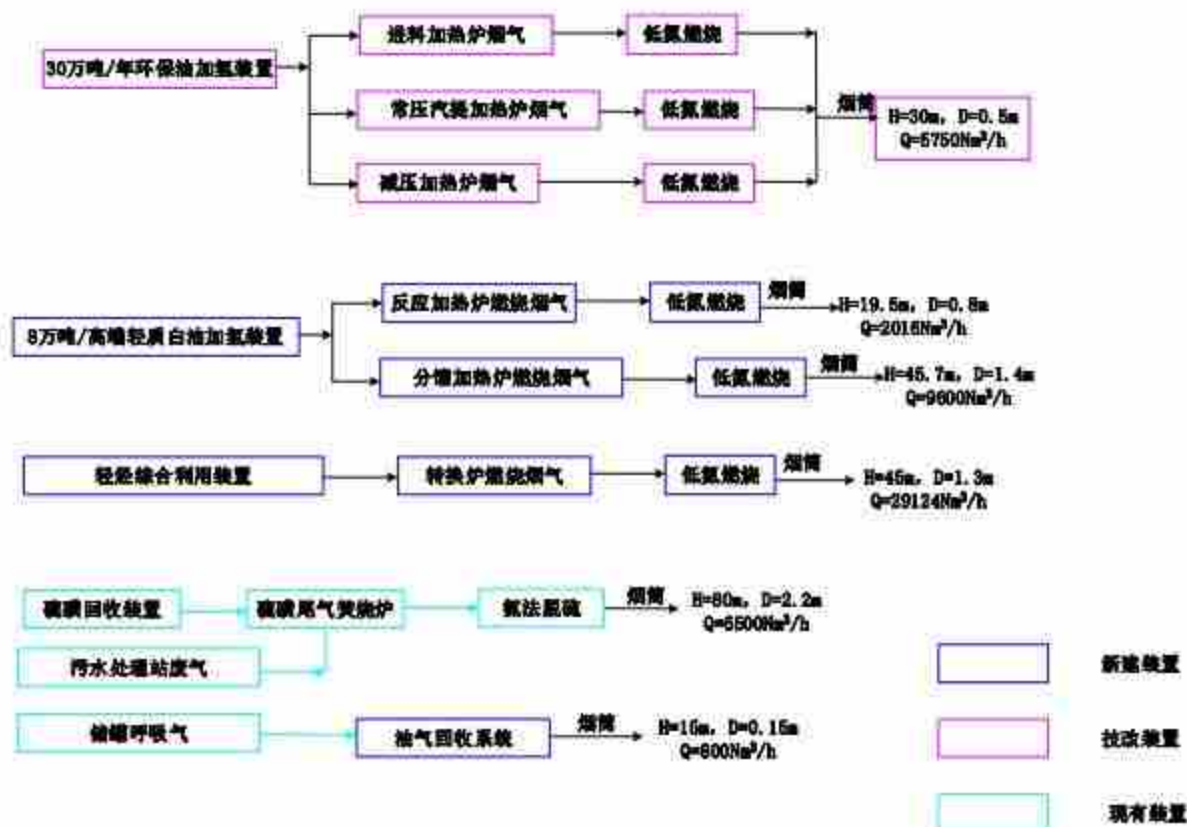 进料加热炉烟气
低氮燃烧
30万吨/年环保油加氢装置
常压汽提加热炉烟气
低氮燃烧
烟筒
H=30m, D=0.5m
Q=5750Nm³/h
减压加热炉烟气
低氮燃烧
反应加热炉燃烧烟气
低氮燃烧
烟筒
H=19.5m, D=0.8m
Q=2016Nm³/h
8万吨/高端轻质白油加氢装置
分馏加热炉燃烧烟气
低氮燃烧
烟筒
H=45.7m, D=1.4m
Q=9600Nm³/h
轻烃综合利用装置
转换炉燃烧烟气
低氮燃烧
烟筒
H=45m, D=1.3m
Q=29124Nm³/h
硫磺回收装置
硫磺尾气焚烧炉
氨法脱硫
烟筒
H=80m, D=2.2m
Q=6500Nm³/h
污水处理站废气
储罐呼吸气
油气回收系统
烟筒
H=15m, D=0.15m
Q=800Nm³/h
新建装置
技改装置
现有装置